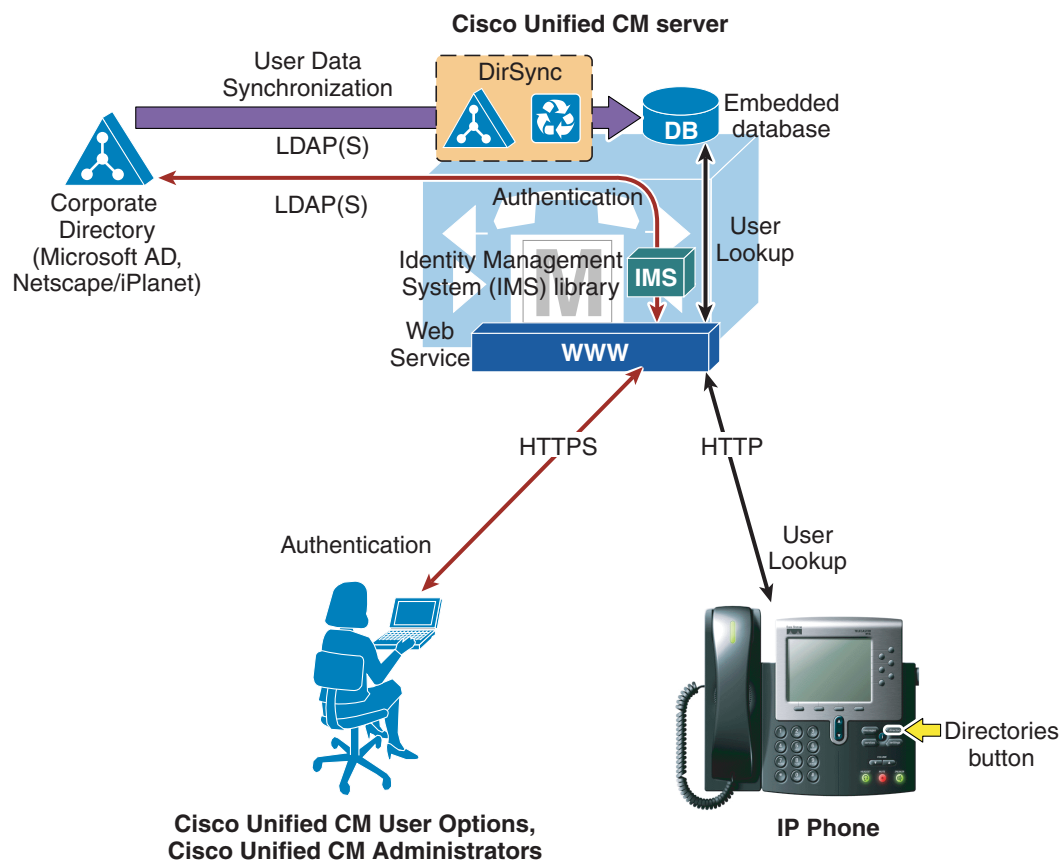 Cisco Unified CM server
User Data
Synchronization
DirSync
LDAP(S)
DB
Embedded
database
LDAP(S)
Authentication
User
Lookup
Corporate
Directory
(Microsoft AD,
Netscape/iPlanet)
Identity Management
System (IMS) library
IMS
M
Web
Service
WWW
HTTPS
HTTP
Authentication
User
Lookup
Directories
button
Cisco Unified CM User Options,
Cisco Unified CM Administrators
IP Phone